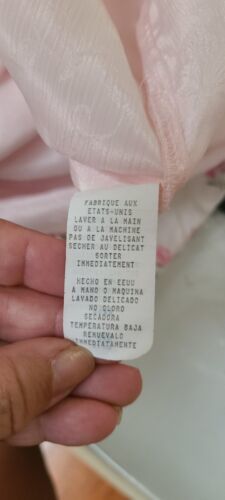 FABRIQUE AUX
ETATS-UNIS
LAVER A LA MAIN
OU A LA MACHINE
PAS DE JAVELIGANT
SECHER AU DELICAT
SORTER
IMMEDIATEMENT
HECHO EN EEUU
A MANO O MAQUINA
LAVADO DELICADO
NO CLORO
SECADORA
TEMPERATURA BAJA
REMUEVALO
INMEDIATAMENTE